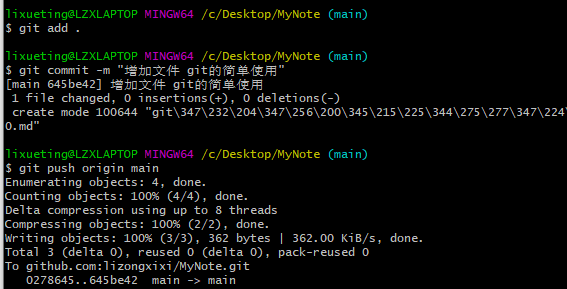 lixueting@LZXLAPTOP MINGW64 /c/Desktop/MyNote (main)
$ git add .
lixueting@LZXLAPTOP MINGW64 /c/Desktop/MyNote (main)
$ git commit -m "增加文件 git的简单使用"
[main 645be42] 增加文件 git的简单使用
1 file changed, 0 insertions(+), 0 deletions(-)
create mode 100644 "git\347\232\204\347\256\200\345\215\225\344\275\277\347\224\
0.md"
lixueting@LZXLAPTOP MINGW64 /c/Desktop/MyNote (main)
$ git push origin main
Enumerating objects: 4, done.
Counting objects: 100% (4/4), done.
Delta compression using up to 8 threads
Compressing objects: 100% (2/2), done.
Writing objects: 100% (3/3), 362 bytes | 362.00 KiB/s, done.
Total 3 (delta 0), reused 0 (delta 0), pack-reused 0
To github.com:lizongxixi/MyNote.git
0278645..645be42 main -> main